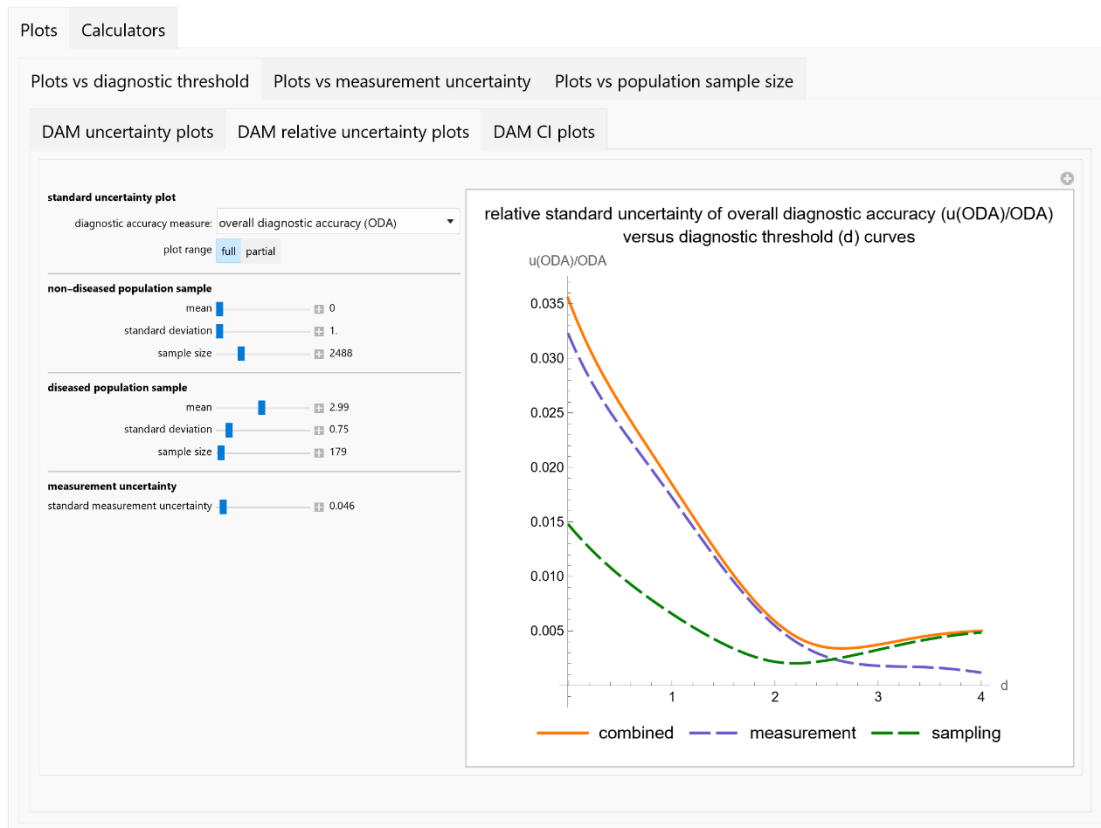 Plots Calculators
Plots vs diagnostic threshold Plots vs measurement uncertainty Plots vs population sample size
DAM uncertainty plots DAM relative uncertainty plots DAM CI plots
standard uncertainty plot
diagnostic accuracy measure: overall diagnostic accuracy (ODA)
plot range full partial
non-diseased population sample
mean 0
standard deviation 1.
sample size 2488
diseased population sample
mean 2.99
standard deviation 0.75
sample size 179
measurement uncertainty
standard measurement uncertainty 0.046
relative standard uncertainty of overall diagnostic accuracy (u(ODA)/ODA)
versus diagnostic threshold (d) curves
u(ODA)/ODA
0.035
0.030
0.025
0.020
0.015
0.010
0.005
1 2 3 4 d
combined measurement sampling